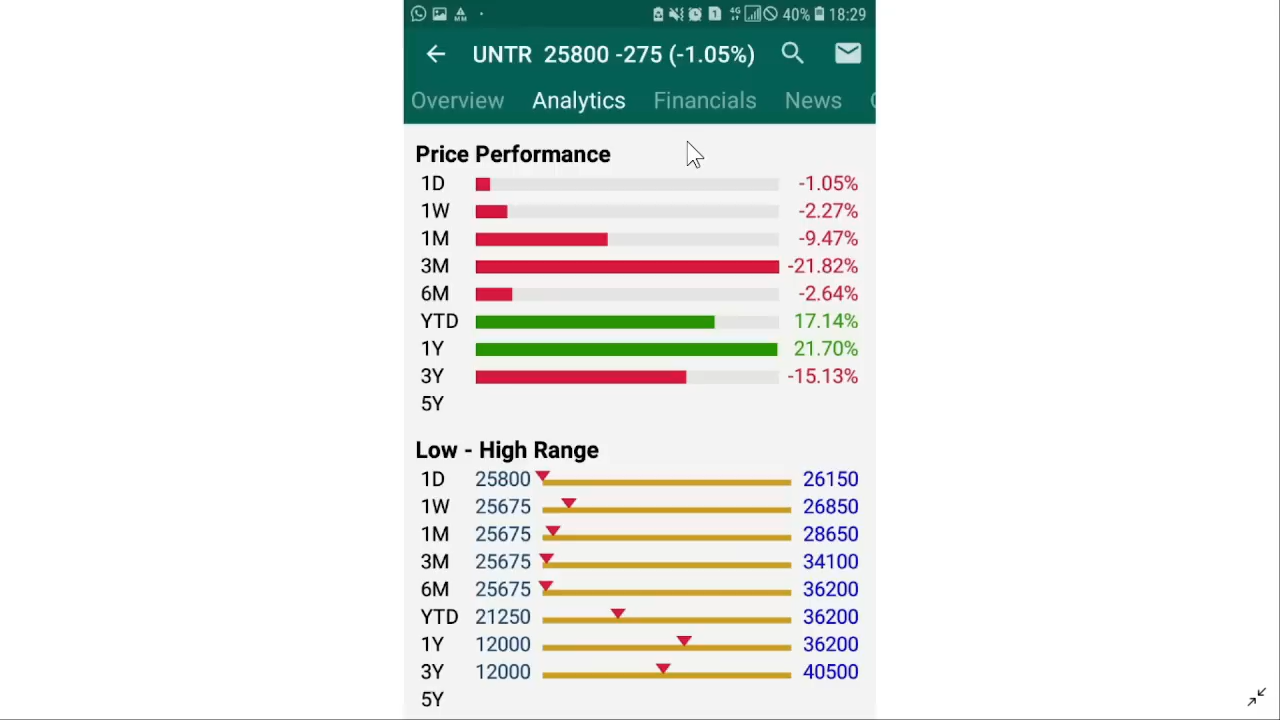 40% 18:29
UNTR 25800 -275 (-1.05%)
Overview Analytics Financials News
Price Performance
1D -1.05%
1W -2.27%
1M -9.47%
3M -21.82%
6M -2.64%
YTD 17.14%
1Y 21.70%
3Y -15.13%
5Y
Low - High Range
1D 25800 26150
1W 25675 26850
1M 25675 28650
3M 25675 34100
6M 25675 36200
YTD 21250 36200
1Y 12000 36200
3Y 12000 40500
5Y